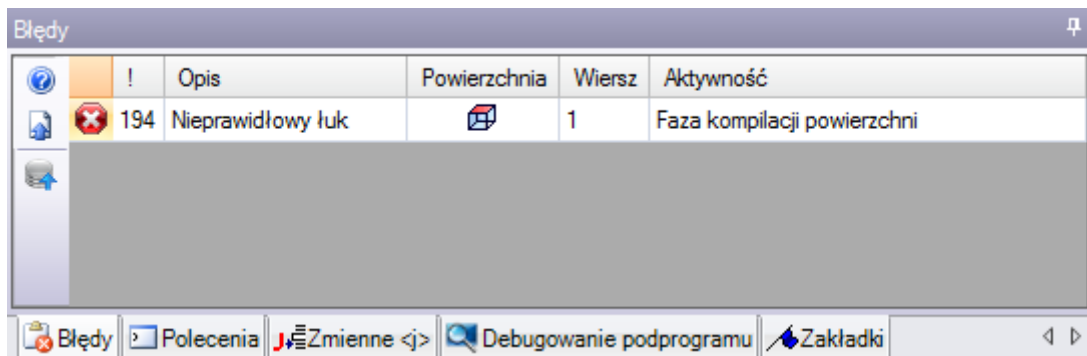 Błędy
! Opis Powierzchnia Wiersz Aktywność
194 Nieprawidłowy łuk 1 Faza kompilacji powierzchni
Błędy Polecenia Zmienne <j> Debugowanie podprogramu Zakładki